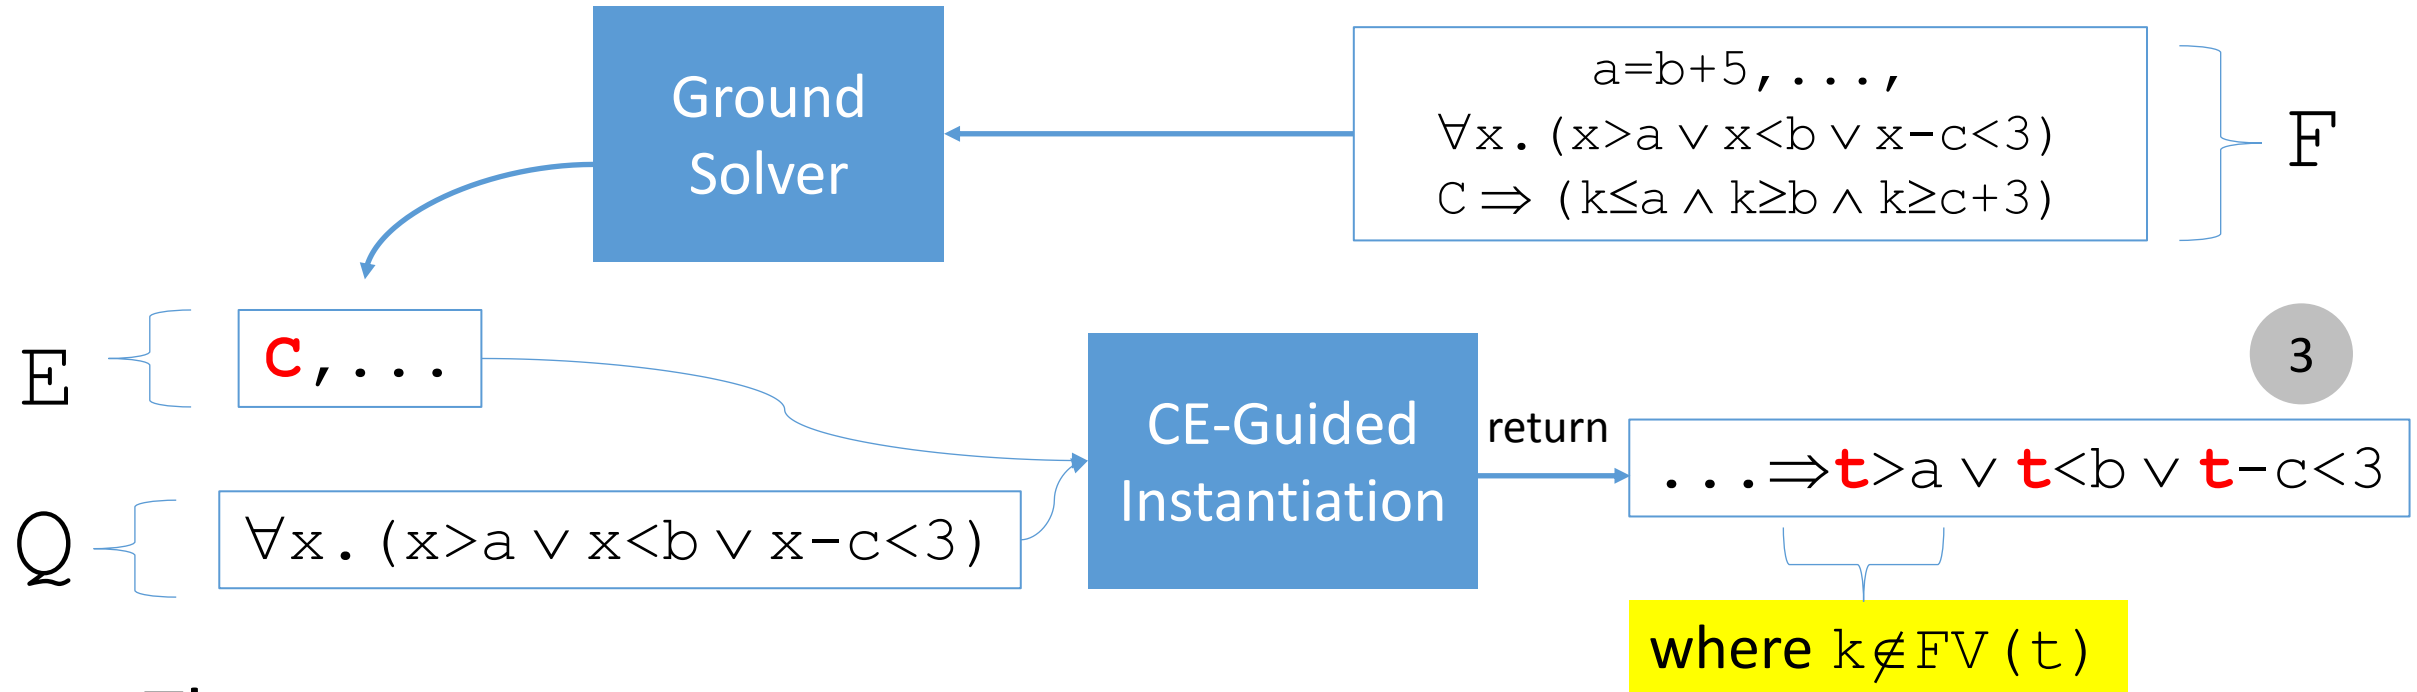 Ground
Solver
a=b+5,...,
∀x.(x>a ∨ x<b ∨ x-c<3)
C ⇒ (k≤a ∧ k≥b ∧ k≥c+3)
F
E
C,...
3
CE-Guided
Instantiation
return
...⇒t>a ∨ t<b ∨ t-c<3
Q
∀x.(x>a ∨ x<b ∨ x-c<3)
where k∉FV(t)